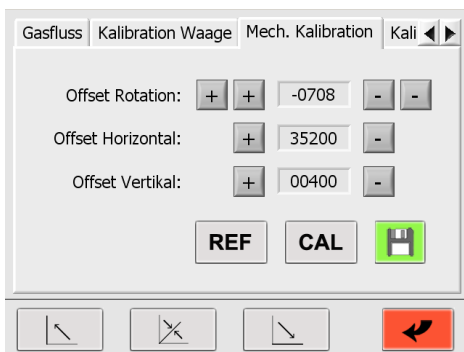 Gasfluss Kalibration Waage Mech. Kalibration Kali
Offset Rotation: + + -0708 - -
Offset Horizontal: + 35200 -
Offset Vertikal: + 00400 -
REF CAL